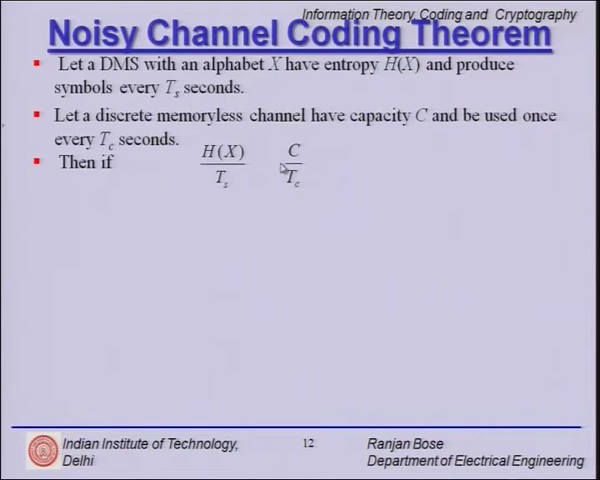 Information Theory, Coding and Cryptography
Noisy Channel Coding Theorem
Let a DMS with an alphabet X have entropy H(X) and produce
symbols every Ts seconds.
Let a discrete memoryless channel have capacity C and be used once
every Tc seconds.
Then if H(X)/Ts C/Tc
Indian Institute of Technology,
Delhi
12
Ranjan Bose
Department of Electrical Engineering